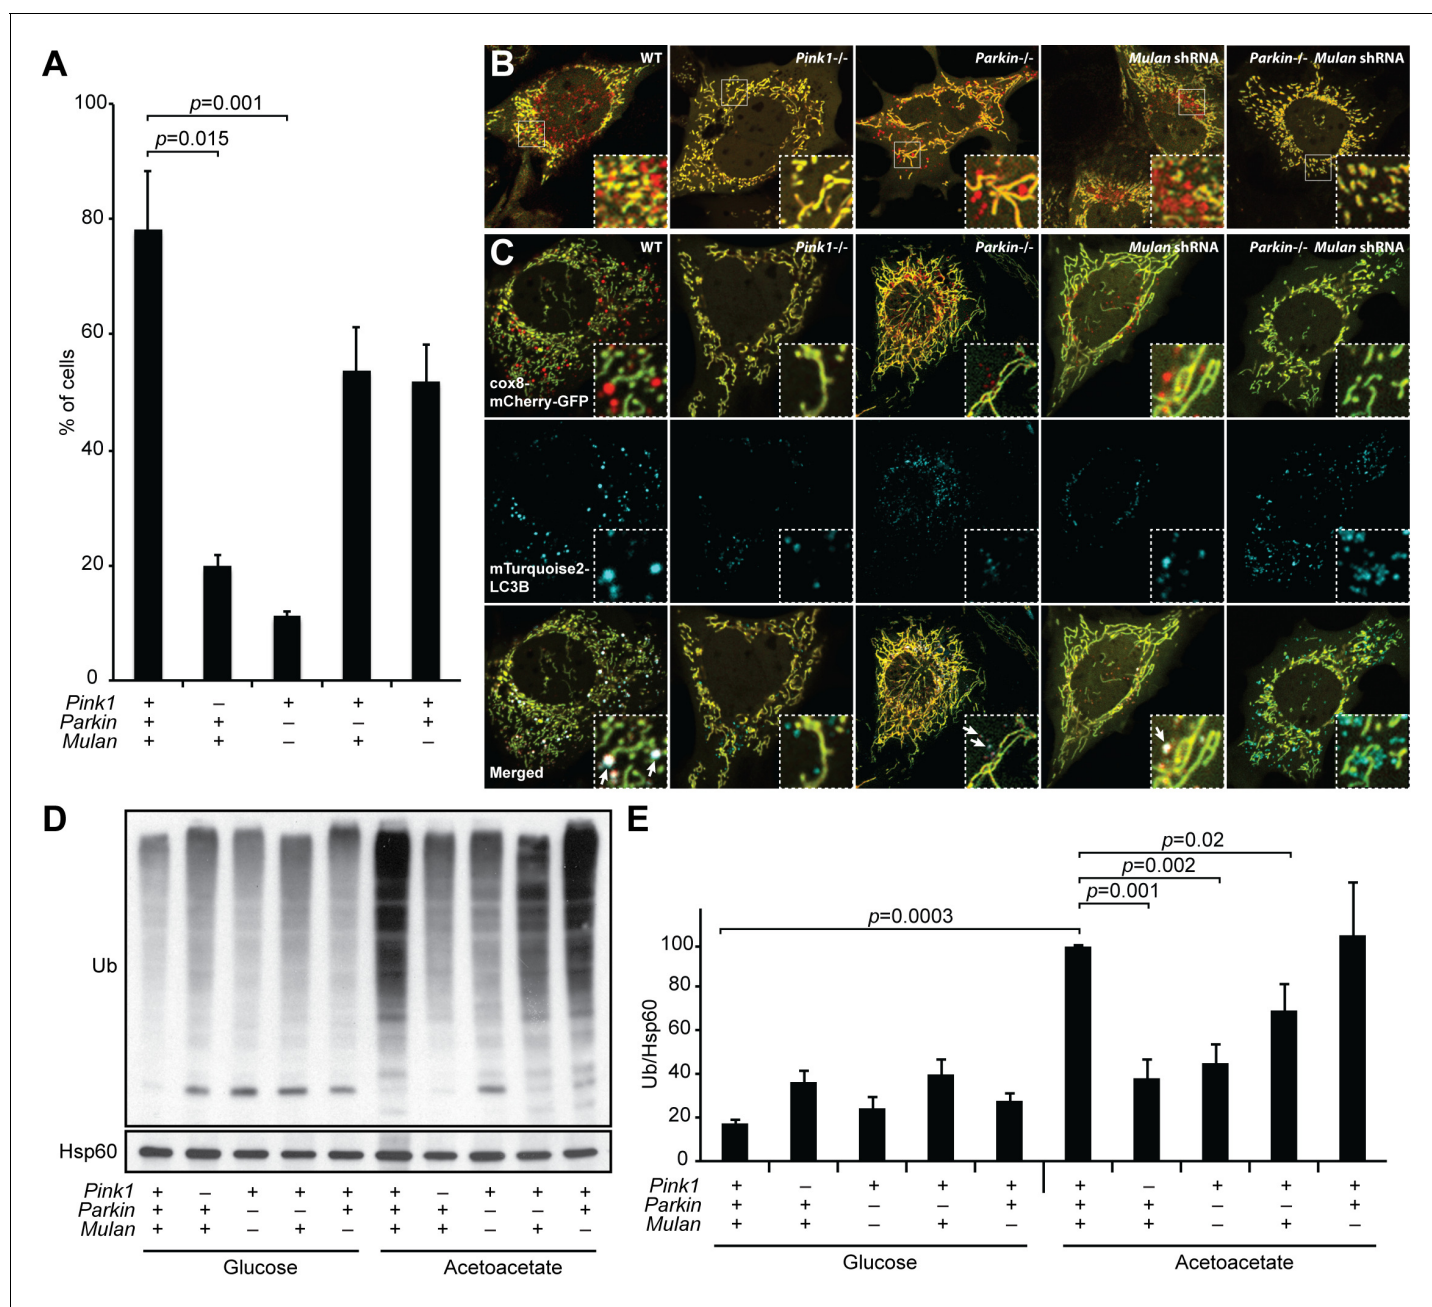 A
100
80
60
40
20
0
% of cells
p=0.001
p=0.015
Pink1 + – + + +
Parkin + + – – +
Mulan + + – + –
B
WT
Pink1-/-
Parkin-/-
Mulan shRNA
Parkin-/- Mulan shRNA
C
WT
Pink1-/-
Parkin-/-
Mulan shRNA
Parkin-/- Mulan shRNA
cox8-
mCherry-GFP
mTurquoise2-
LC3B
Merged
D
Ub
Hsp60
Pink1 + – + + + + – + + +
Parkin + + – – + + + – – +
Mulan + + – + – + + – + –
Glucose
Acetoacetate
E
p=0.02
p=0.002
p=0.001
p=0.0003
100
80
60
40
20
0
Ub/Hsp60
Pink1 + – + + + + – + + +
Parkin + + – – + + + – – +
Mulan + + – + – + + – + –
Glucose
Acetoacetate